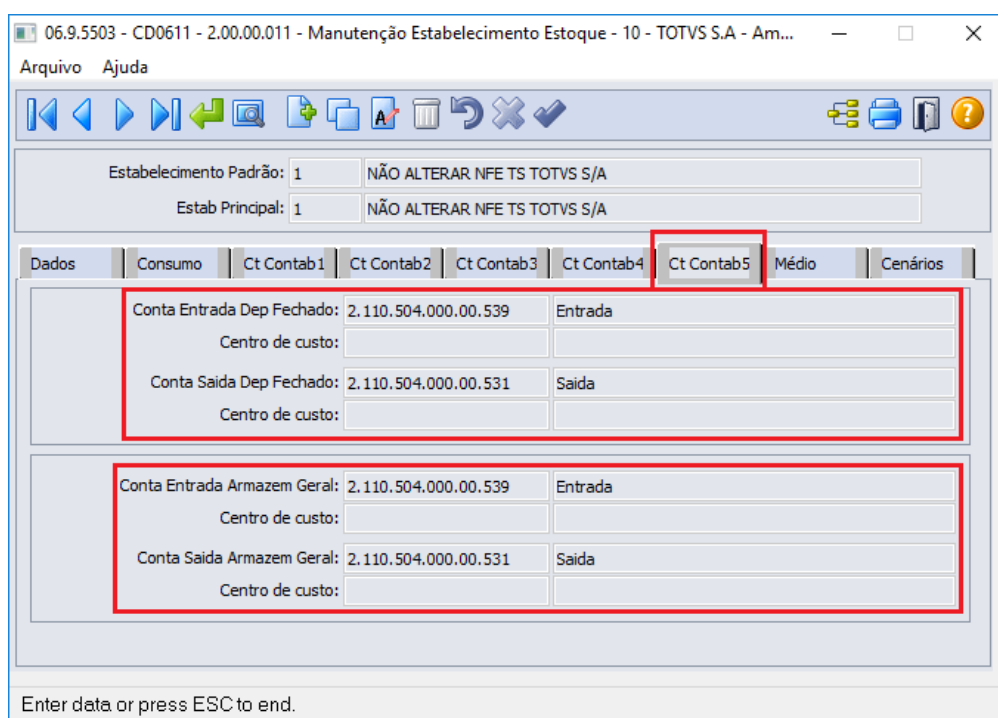 06.9.5503 - CD0611 - 2.00.00.011 - Manutenção Estabelecimento Estoque - 10 - TOTVS S.A - Am...
Arquivo Ajuda
Estabelecimento Padrão: 1 NÃO ALTERAR NFE TS TOTVS S/A
Estab Principal: 1 NÃO ALTERAR NFE TS TOTVS S/A
Dados Consumo Ct Contab1 Ct Contab2 Ct Contab3 Ct Contab4 Ct Contab5 Médio Cenários
Conta Entrada Dep Fechado: 2.110.504.000.00.539 Entrada
Centro de custo:
Conta Saida Dep Fechado: 2.110.504.000.00.531 Saida
Centro de custo:
Conta Entrada Armazem Geral: 2.110.504.000.00.539 Entrada
Centro de custo:
Conta Saida Armazem Geral: 2.110.504.000.00.531 Saida
Centro de custo:
Enter data or press ESC to end.